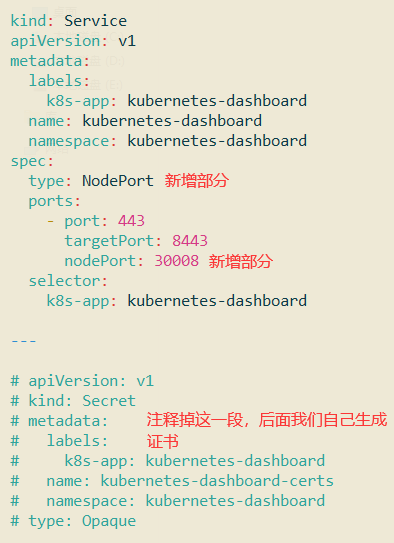 kind: Service
apiVersion: v1
metadata:
  labels:
    k8s-app: kubernetes-dashboard
  name: kubernetes-dashboard
  namespace: kubernetes-dashboard
spec:
  type: NodePort 新增部分
  ports:
    - port: 443
      targetPort: 8443
      nodePort: 30008 新增部分
  selector:
    k8s-app: kubernetes-dashboard
---
# apiVersion: v1
# kind: Secret
# metadata: 注释掉这一段，后面我们自己生成
#   labels: 证书
#     k8s-app: kubernetes-dashboard
#   name: kubernetes-dashboard-certs
#   namespace: kubernetes-dashboard
# type: Opaque